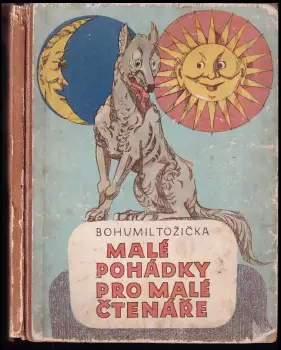 BOHUMIL TOŽIČKA
MALÉ
POHÁDKY
PRO MALÉ
ČTENÁŘE